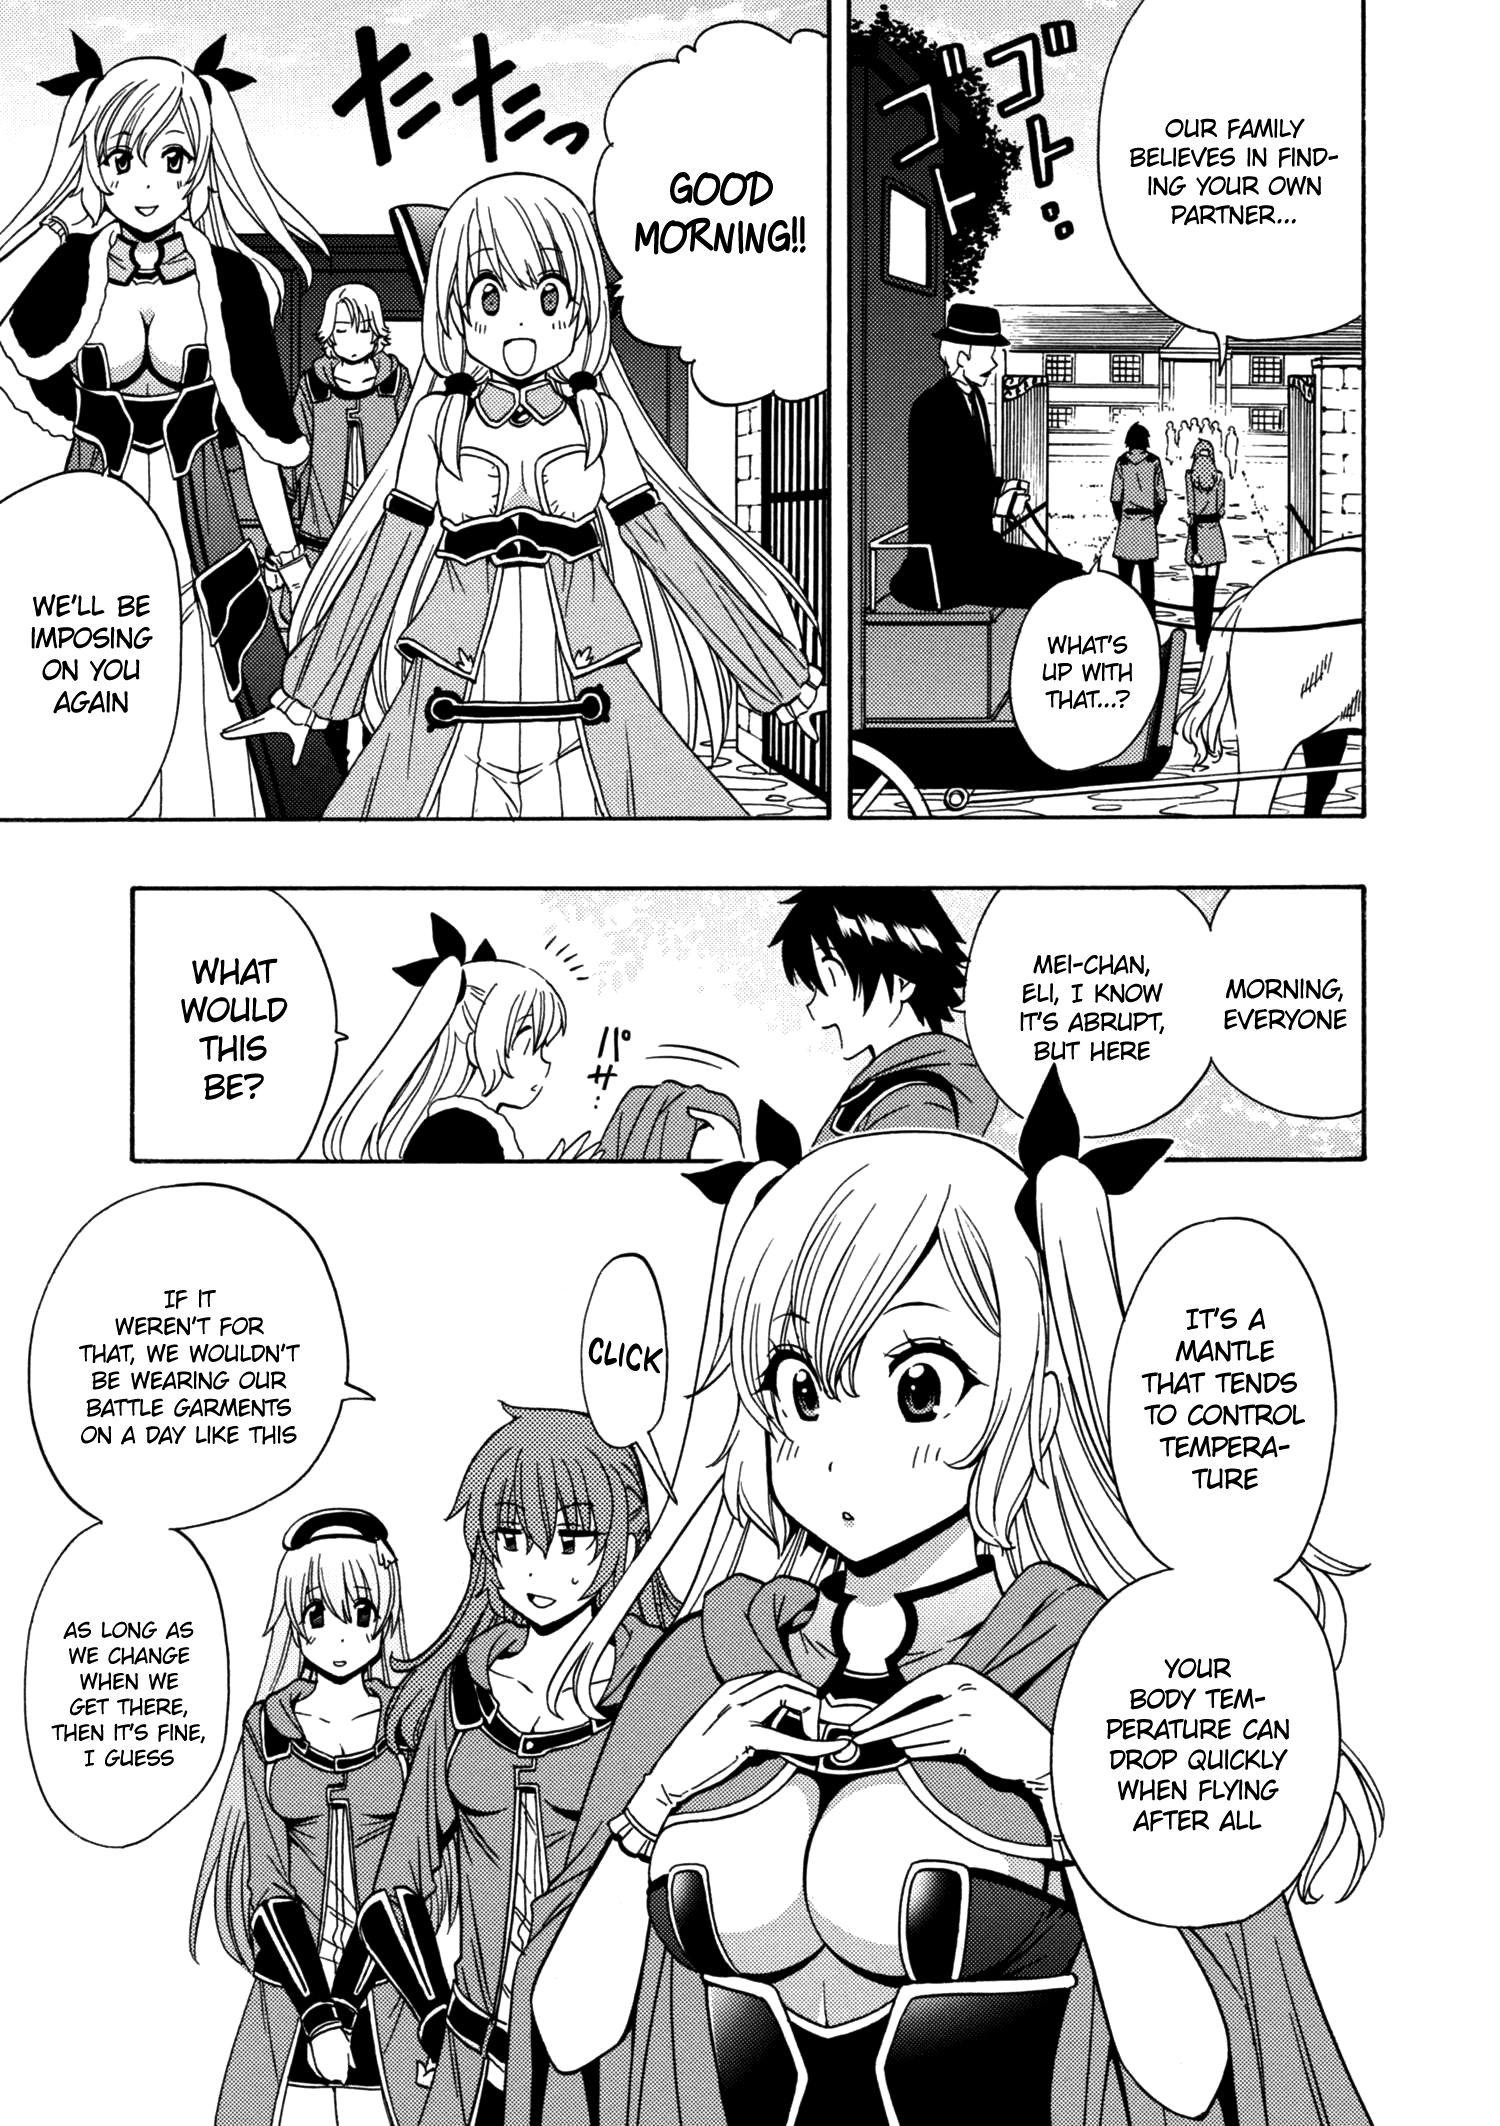 OUR FAMILY
BELIEVES IN FIND-
ING YOUR OWN
PARTNER...
ゴゴト..
ゴゴト
WHAT'S
UP WITH
THAT...?
GOOD
MORNING!!
たたっ
WE'LL BE
IMPOSING
ON YOU
AGAIN
MORNING,
EVERYONE
MEI-CHAN,
ELI, I KNOW
IT'S ABRUPT,
BUT HERE
パサ..
WHAT
WOULD
THIS
BE?
IT'S A
MANTLE
THAT TENDS
TO CONTROL
TEMPERA-
TURE
YOUR
BODY TEM-
PERATURE CAN
DROP QUICKLY
WHEN FLYING
AFTER ALL
CLICK
IF IT
WEREN'T FOR
THAT, WE WOULDN'T
BE WEARING OUR
BATTLE GARMENTS
ON A DAY LIKE THIS
AS LONG AS
WE CHANGE
WHEN WE
GET THERE,
THEN IT'S FINE,
I GUESS